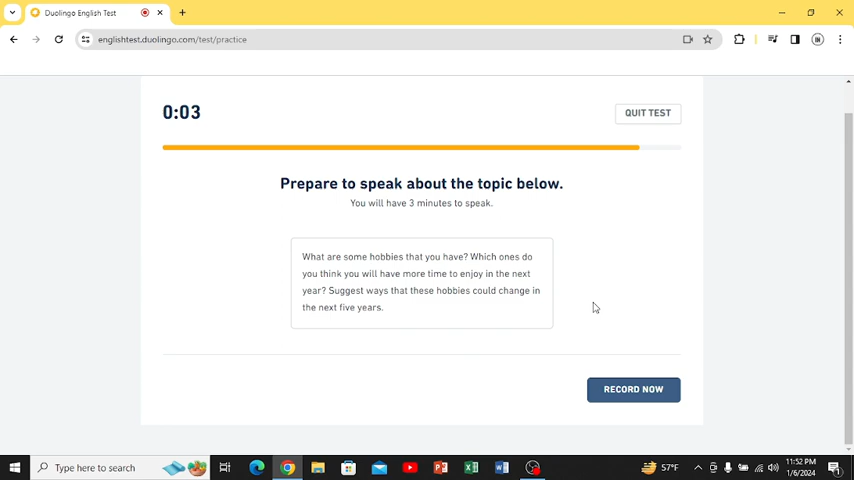 Duolingo English Test
englishtest.duolingo.com/test/practice
IN
0:03
QUIT TEST
Prepare to speak about the topic below.
You will have 3 minutes to speak.
What are some hobbies that you have? Which ones do
you think you will have more time to enjoy in the next
year? Suggest ways that these hobbies could change in
the next five years.
RECORD NOW
Type here to search
57°F
11:52 PM
1/6/2024